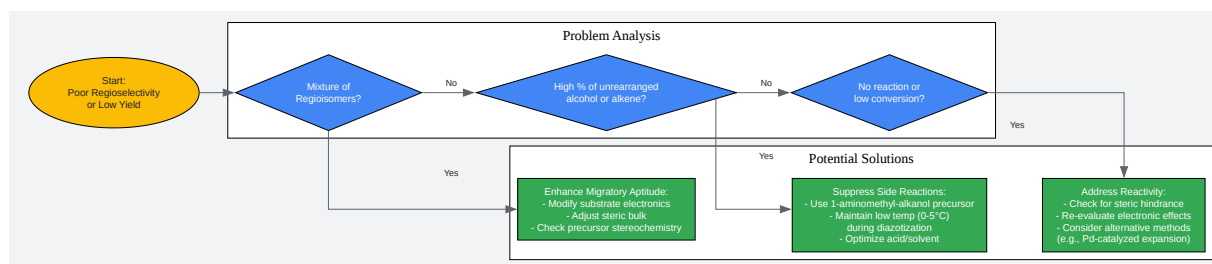 Problem Analysis
Start:
Poor Regioselectivity
or Low Yield
Mixture of
Regioisomers?
No
High % of unrearranged
alcohol or alkene?
No
No reaction or
low conversion?
Yes
Yes
Yes
Potential Solutions
Enhance Migratory Aptitude:
- Modify substrate electronics
- Adjust steric bulk
- Check precursor stereochemistry
Suppress Side Reactions:
- Use 1-aminomethyl-alkanol precursor
- Maintain low temp (0-5°C)
during diazotization
- Optimize acid/solvent
Address Reactivity:
- Check for steric hindrance
- Re-evaluate electronic effects
- Consider alternative methods
(e.g., Pd-catalyzed expansion)